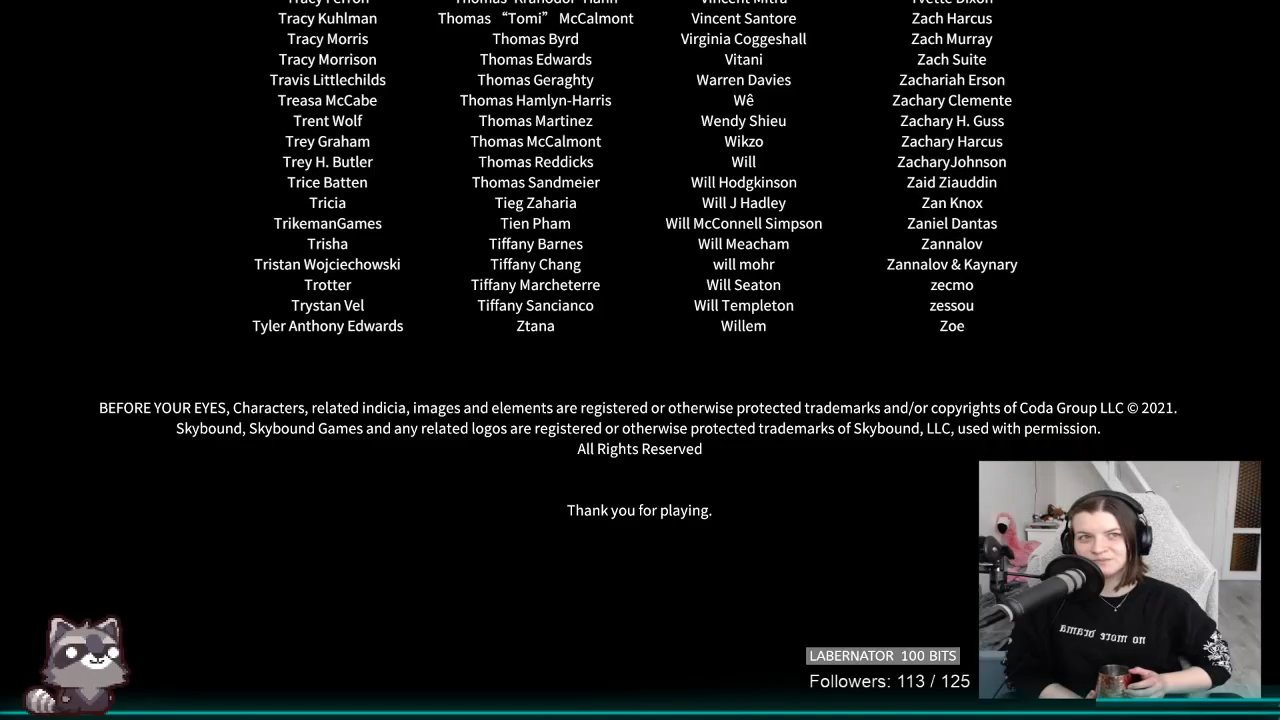 Tracy Kuhlman Thomas “Tomi” McCalmont Vincent Santore Zach Harcus
Tracy Morris Thomas Byrd Virginia Coggeshall Zach Murray
Tracy Morrison Thomas Edwards Vitani Zach Suite
Travis Littlechilds Thomas Geraghty Warren Davies Zachariah Erson
Treasa McCabe Thomas Hamlyn-Harris Wê Zachary Clemente
Trent Wolf Thomas Martinez Wendy Shieu Zachary H. Guss
Trey Graham Thomas McCalmont Wikzo Zachary Harcus
Trey H. Butler Thomas Reddicks Will ZacharyJohnson
Trice Batten Thomas Sandmeier Will Hodgkinson Zaid Ziauddin
Tricia Tieg Zaharia Will J Hadley Zan Knox
TrikemanGames Tien Pham Will McConnell Simpson Zaniel Dantas
Trisha Tiffany Barnes Will Meacham Zannalov
Tristan Wojciechowski Tiffany Chang will mohr Zannalov & Kaynary
Trotter Tiffany Marcheterre Will Seaton zecmo
Trystan Vel Tiffany Sancianco Will Templeton zessou
Tyler Anthony Edwards Ztana Willem Zoe
BEFORE YOUR EYES, Characters, related indicia, images and elements are registered or otherwise protected trademarks and/or copyrights of Coda Group LLC © 2021.
Skybound, Skybound Games and any related logos are registered or otherwise protected trademarks of Skybound, LLC, used with permission.
All Rights Reserved
Thank you for playing.
no more drama
LABERNATOR 100 BITS
Followers: 113 / 125